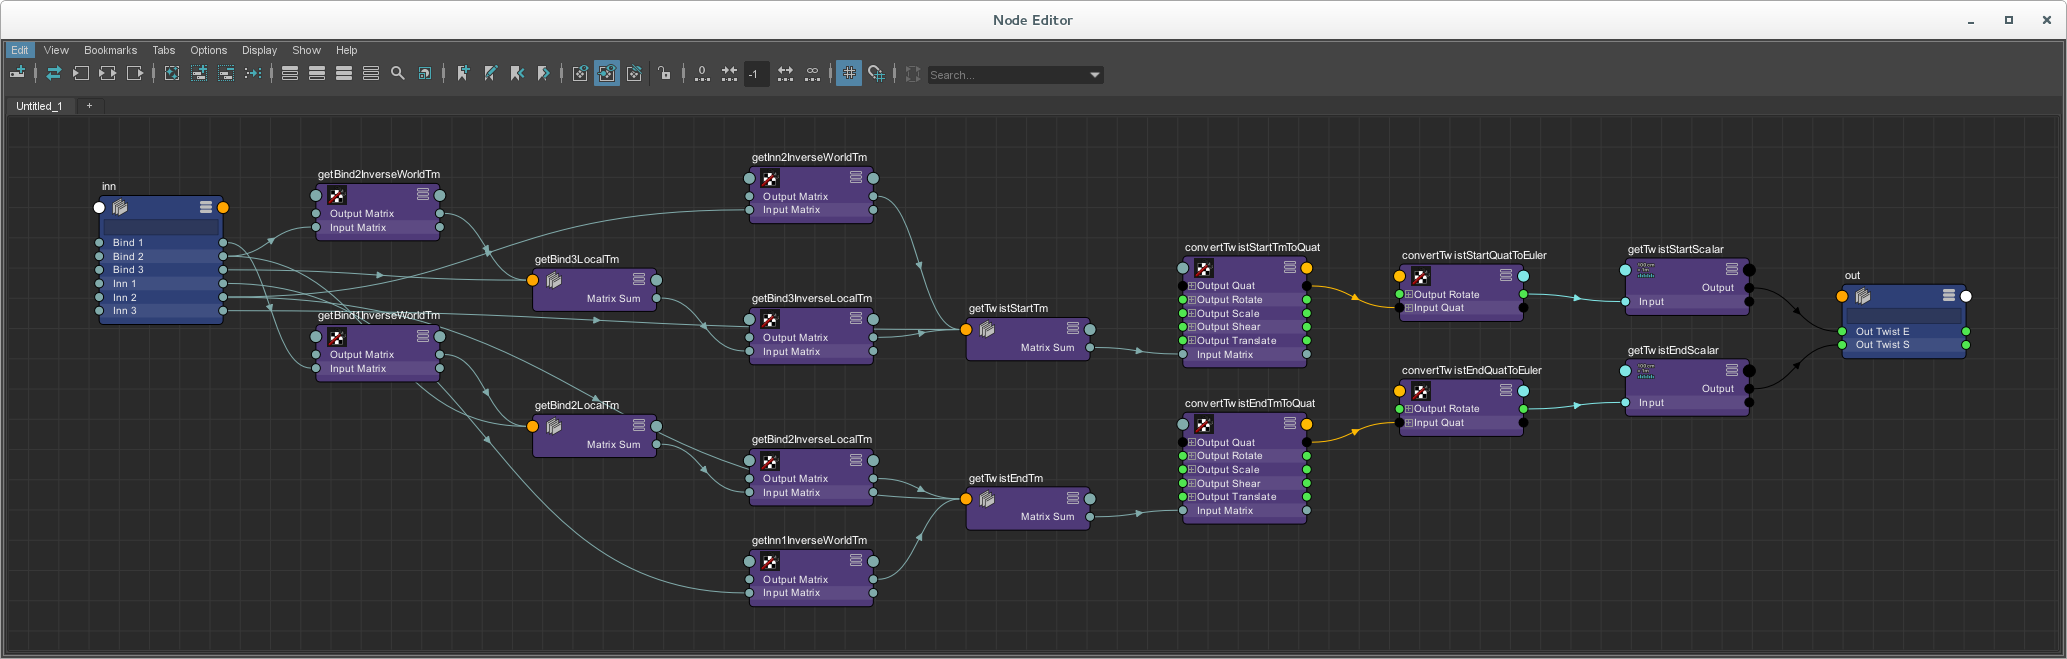 Node Editor
Edit View Bookmarks Tabs Options Display Show Help
0 -1 ∞ Search...
Untitled_1 +
inn
Bind 1
Bind 2
Bind 3
Inn 1
Inn 2
Inn 3
getBind2InverseWorldTm
Output Matrix
Input Matrix
getBind1InverseWorldTm
Output Matrix
Input Matrix
getBind3LocalTm
Matrix Sum
getBind2LocalTm
Matrix Sum
getInn2InverseWorldTm
Output Matrix
Input Matrix
getBind3InverseLocalTm
Output Matrix
Input Matrix
getBind2InverseLocalTm
Output Matrix
Input Matrix
getInn1InverseWorldTm
Output Matrix
Input Matrix
getTwistStartTm
Matrix Sum
getTwistEndTm
Matrix Sum
convertTwistStartTmToQuat
Output Quat
Output Rotate
Output Scale
Output Shear
Output Translate
Input Matrix
convertTwistEndTmToQuat
Output Quat
Output Rotate
Output Scale
Output Shear
Output Translate
Input Matrix
convertTwistStartQuatToEuler
Output Rotate
Input Quat
convertTwistEndQuatToEuler
Output Rotate
Input Quat
getTwistStartScalar
Output
Input
getTwistEndScalar
Output
Input
out
Out Twist E
Out Twist S